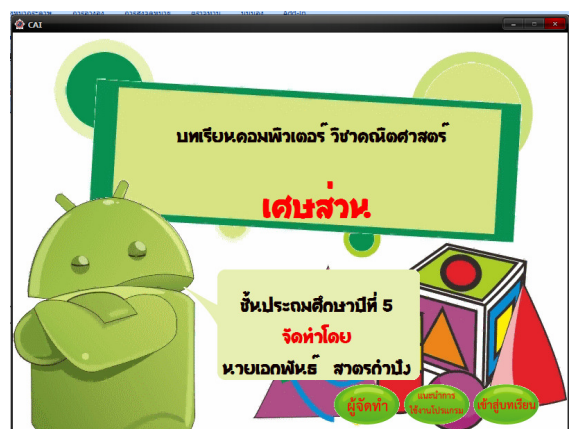 CAI
บทเรียนคอมพิวเตอร์ วิชาคณิตศาสตร์
เศษส่วน
ชั้นประถมศึกษาปีที่ 5
จัดทำโดย
นายเอกพันธ์ สาตรกำปัง
ผู้จัดทำ
แนะนำการ
ใช้งานโปรแกรม
เข้าสู่บทเรียน